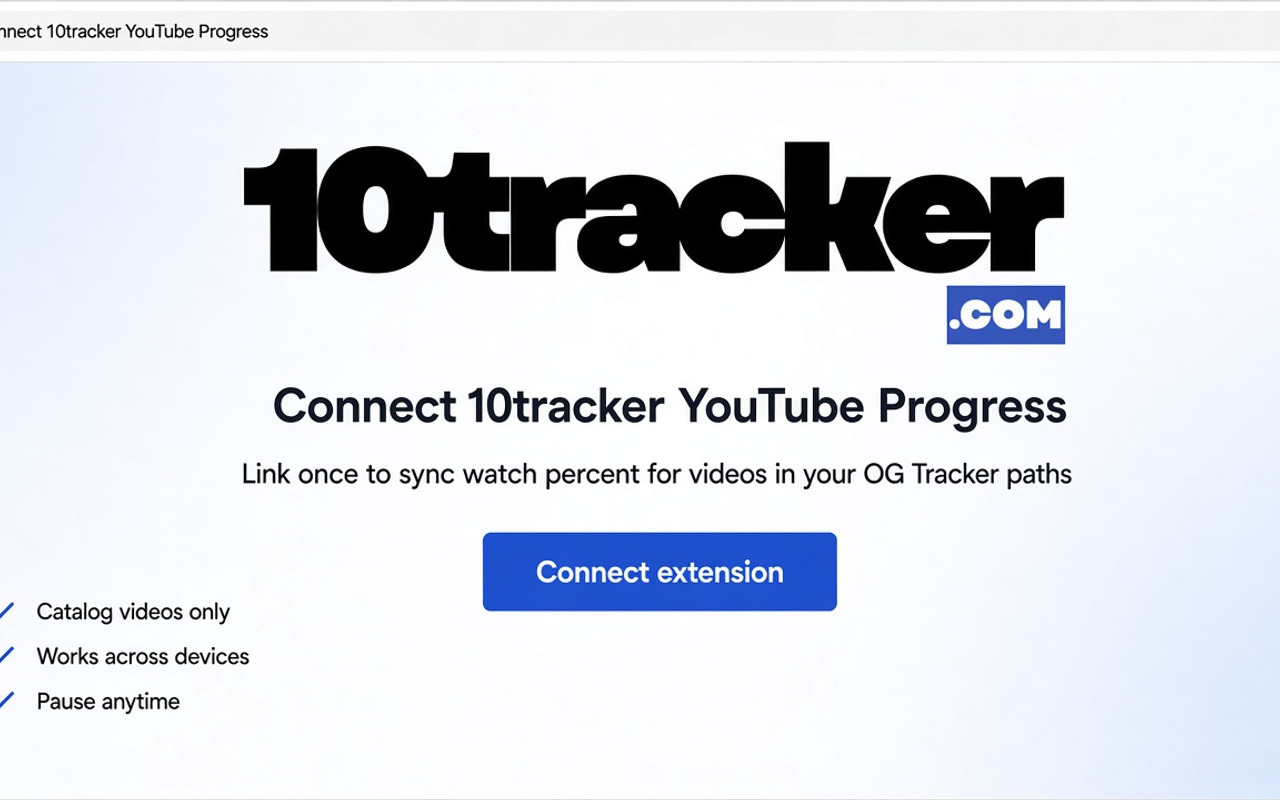 nnect 10tracker YouTube Progress
10tracker
.COM
Connect 10tracker YouTube Progress
Link once to sync watch percent for videos in your OG Tracker paths
Connect extension
Catalog videos only
Works across devices
Pause anytime